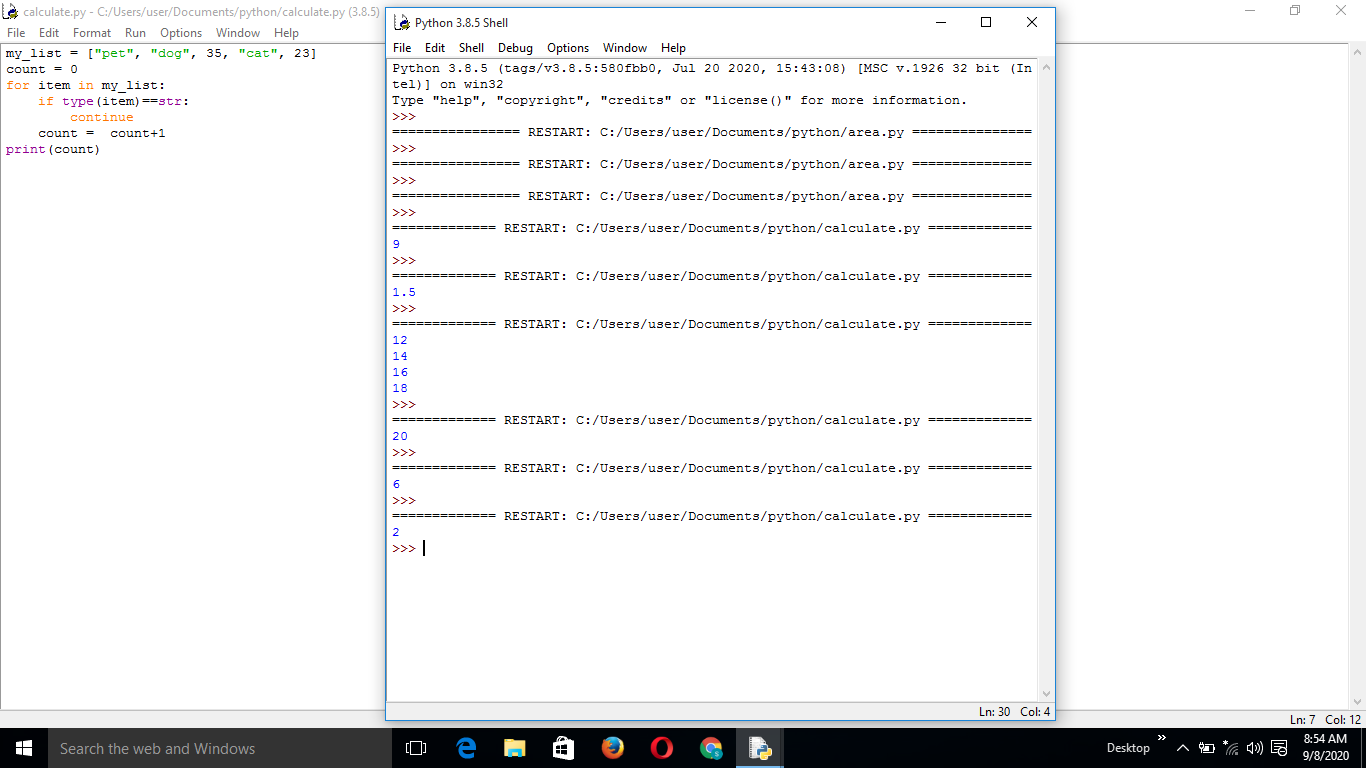 calculate.py - C:/Users/user/Documents/python/calculate.py (3.8.5)
File Edit Format Run Options Window Help
my_list = ["pet", "dog", 35, "cat", 23]
count = 0
for item in my_list:
    if type(item)==str:
        continue
    count =  count+1
print(count)
Python 3.8.5 Shell
File Edit Shell Debug Options Window Help
Python 3.8.5 (tags/v3.8.5:580fbb0, Jul 20 2020, 15:43:08) [MSC v.1926 32 bit (In
tel)] on win32
Type "help", "copyright", "credits" or "license()" for more information.
>>>
================ RESTART: C:/Users/user/Documents/python/area.py ===============
>>>
================ RESTART: C:/Users/user/Documents/python/area.py ===============
>>>
================ RESTART: C:/Users/user/Documents/python/area.py ===============
>>>
============= RESTART: C:/Users/user/Documents/python/calculate.py =============
9
>>>
============= RESTART: C:/Users/user/Documents/python/calculate.py =============
1.5
>>>
============= RESTART: C:/Users/user/Documents/python/calculate.py =============
12
14
16
18
>>>
============= RESTART: C:/Users/user/Documents/python/calculate.py =============
20
>>>
============= RESTART: C:/Users/user/Documents/python/calculate.py =============
6
>>>
============= RESTART: C:/Users/user/Documents/python/calculate.py =============
2
>>>
Ln: 30 Col: 4
Ln: 7 Col: 12
Search the web and Windows
Desktop
8:54 AM
9/8/2020